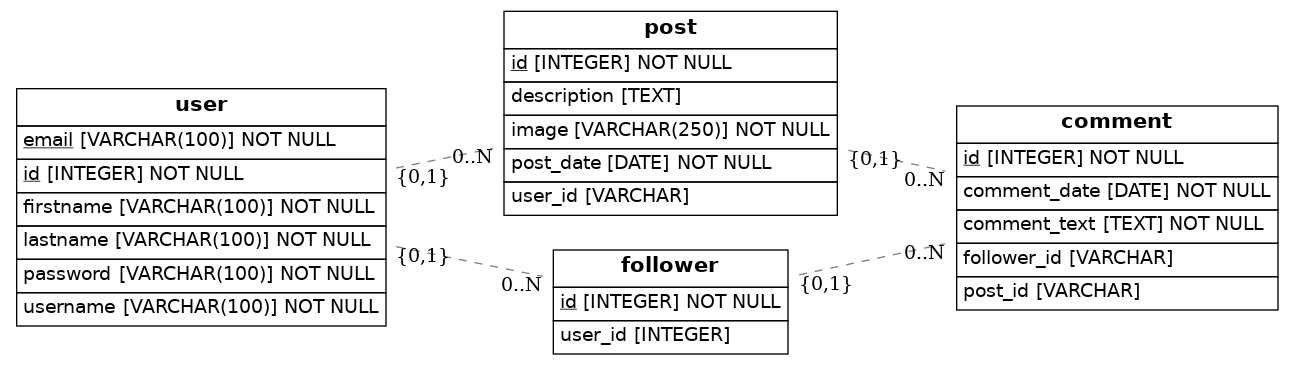 user
email [VARCHAR(100)] NOT NULL
id [INTEGER] NOT NULL
firstname [VARCHAR(100)] NOT NULL
lastname [VARCHAR(100)] NOT NULL
password [VARCHAR(100)] NOT NULL
username [VARCHAR(100)] NOT NULL
0..N
{0,1}
{0,1}
0..N
post
id [INTEGER] NOT NULL
description [TEXT]
image [VARCHAR(250)] NOT NULL
post_date [DATE] NOT NULL
user_id [VARCHAR]
follower
id [INTEGER] NOT NULL
user_id [INTEGER]
{0,1}
0..N
0..N
{0,1}
comment
id [INTEGER] NOT NULL
comment_date [DATE] NOT NULL
comment_text [TEXT] NOT NULL
follower_id [VARCHAR]
post_id [VARCHAR]